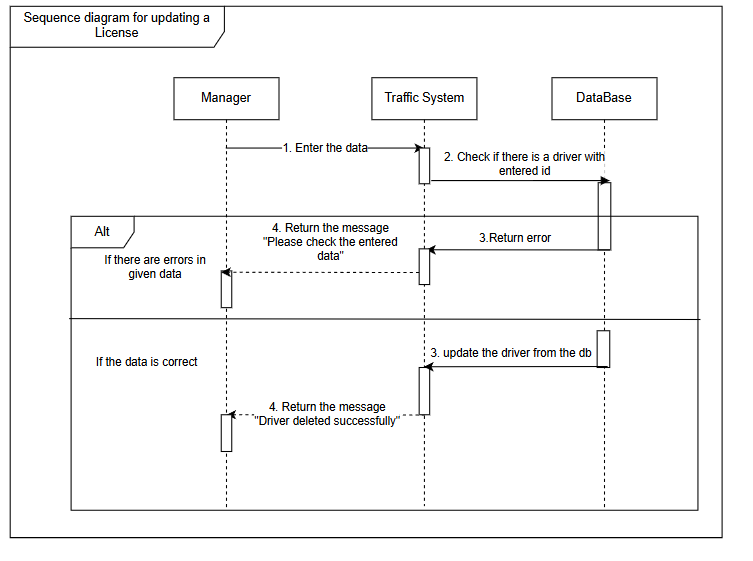 Sequence diagram for updating a
License
Manager
Traffic System
DataBase
1. Enter the data
2. Check if there is a driver with
entered id
Alt
4. Return the message
"Please check the entered
data"
3.Return error
If there are errors in
given data
3. update the driver from the db
If the data is correct
4. Return the message
"Driver deleted successfully"